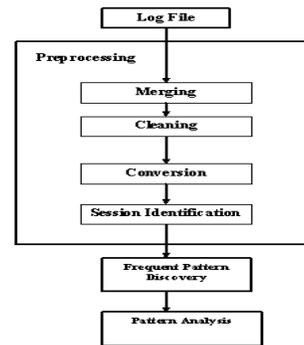 Log File
Preprocessing
Merging
Cleaning
Conversion
Session Identification
Frequent Pattern
Discovery
Pattern Analysis